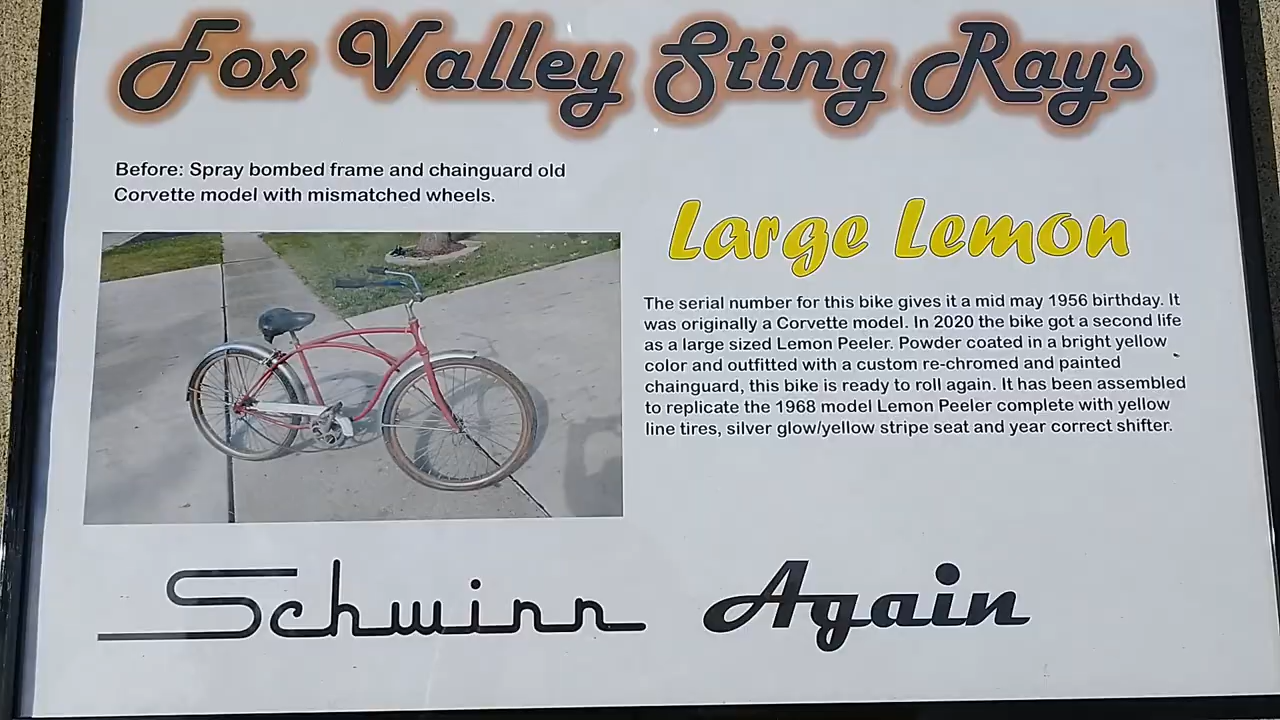 Fox Valley Sting Rays
Before: Spray bombed frame and chainguard old
Corvette model with mismatched wheels.
Large Lemon
The serial number for this bike gives it a mid may 1956 birthday. It
was originally a Corvette model. In 2020 the bike got a second life
as a large sized Lemon Peeler. Powder coated in a bright yellow
color and outfitted with a custom re-chromed and painted
chainguard, this bike is ready to roll again. It has been assembled
to replicate the 1968 model Lemon Peeler complete with yellow
line tires, silver glow/yellow stripe seat and year correct shifter.
Schwinn Again